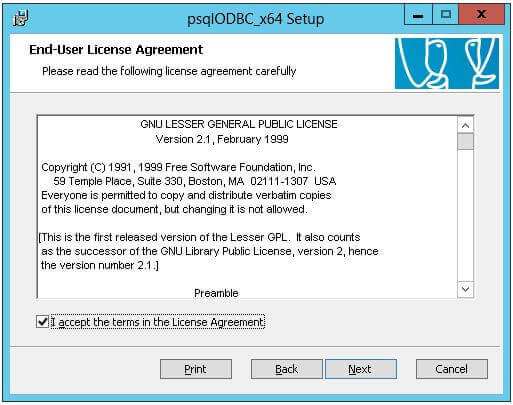 psqlODBC_x64 Setup
End-User License Agreement
Please read the following license agreement carefully
GNU LESSER GENERAL PUBLIC LICENSE
Version 2.1, February 1999
Copyright (C) 1991, 1999 Free Software Foundation, Inc.
59 Temple Place, Suite 330, Boston, MA 02111-1307 USA
Everyone is permitted to copy and distribute verbatim copies
of this license document, but changing it is not allowed.
[This is the first released version of the Lesser GPL. It also counts
as the successor of the GNU Library Public License, version 2, hence
the version number 2.1.]
Preamble
I accept the terms in the License Agreement
Print
Back
Next
Cancel